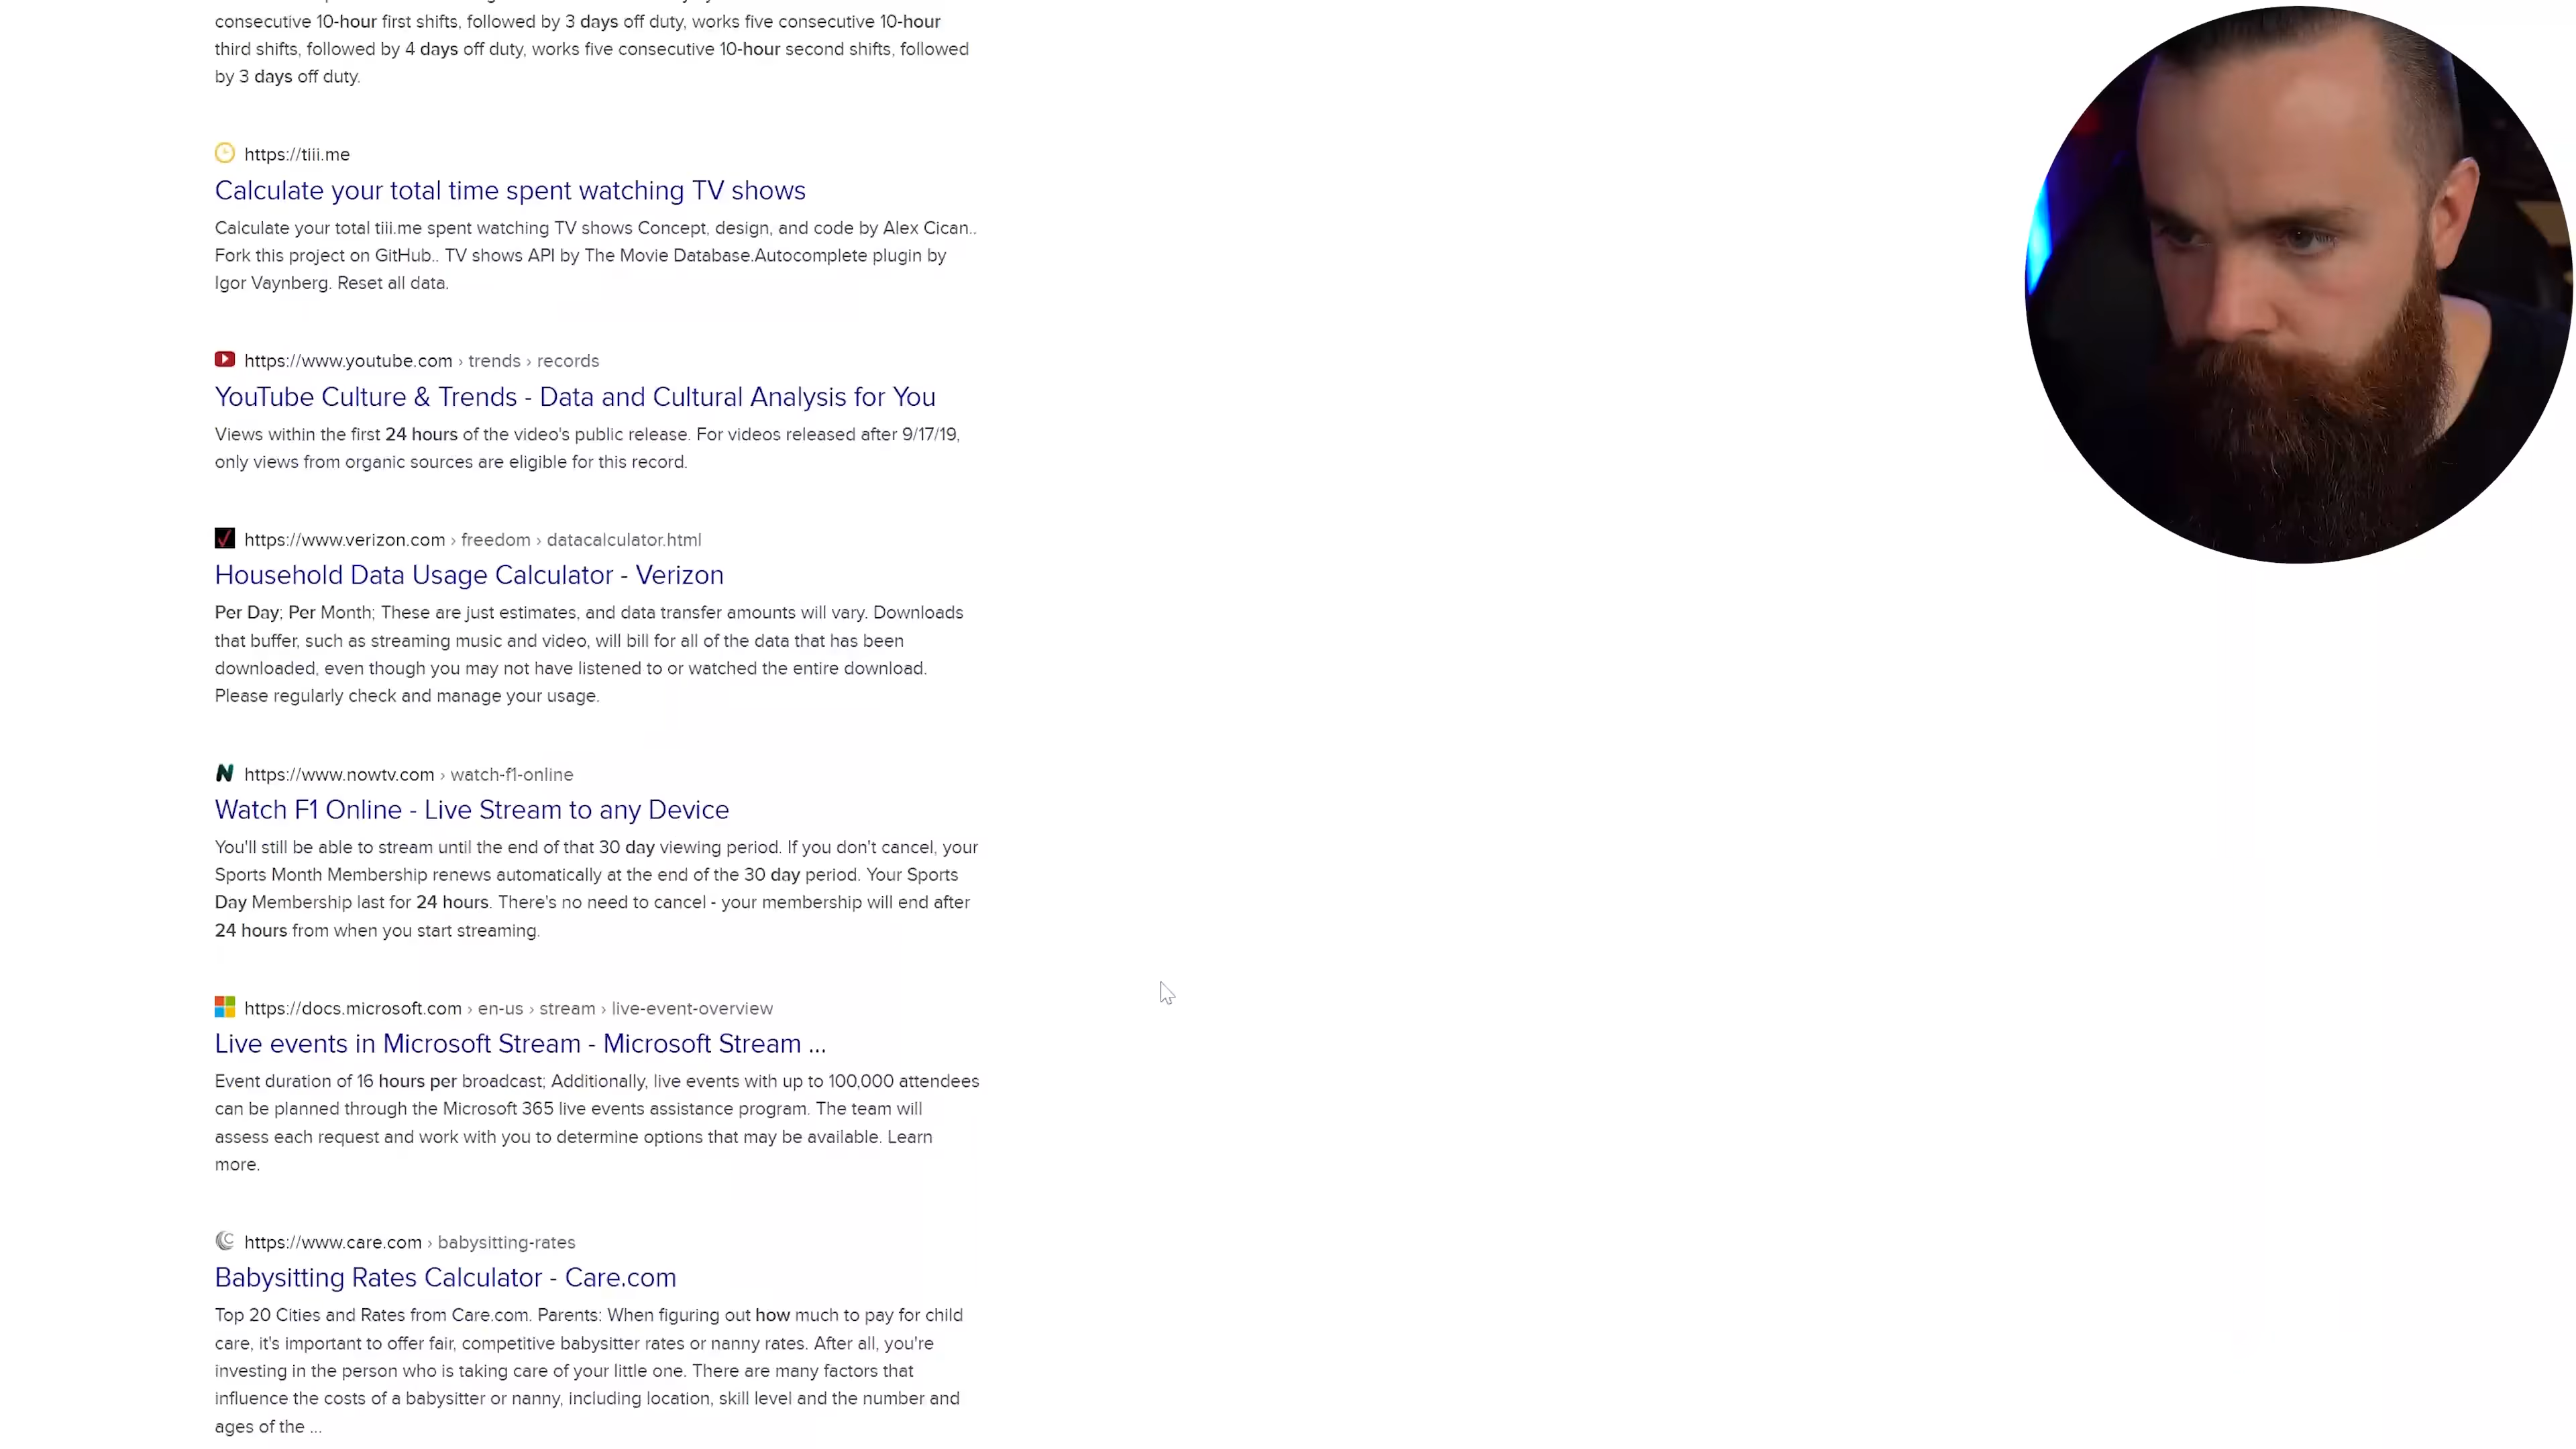 consecutive 10-hour first shifts, followed by 3 days off duty, works five consecutive 10-hour
third shifts, followed by 4 days off duty, works five consecutive 10-hour second shifts, followed
by 3 days off duty.
https://tiii.me
Calculate your total time spent watching TV shows
Calculate your total tiii.me spent watching TV shows Concept, design, and code by Alex Cican..
Fork this project on GitHub.. TV shows API by The Movie Database.Autocomplete plugin by
Igor Vaynberg. Reset all data.
https://www.youtube.com › trends › records
YouTube Culture & Trends - Data and Cultural Analysis for You
Views within the first 24 hours of the video's public release. For videos released after 9/17/19,
only views from organic sources are eligible for this record.
https://www.verizon.com › freedom › datacalculator.html
Household Data Usage Calculator - Verizon
Per Day; Per Month; These are just estimates, and data transfer amounts will vary. Downloads
that buffer, such as streaming music and video, will bill for all of the data that has been
downloaded, even though you may not have listened to or watched the entire download.
Please regularly check and manage your usage.
https://www.nowtv.com › watch-f1-online
Watch F1 Online - Live Stream to any Device
You'll still be able to stream until the end of that 30 day viewing period. If you don't cancel, your
Sports Month Membership renews automatically at the end of the 30 day period. Your Sports
Day Membership last for 24 hours. There's no need to cancel - your membership will end after
24 hours from when you start streaming.
https://docs.microsoft.com › en-us › stream › live-event-overview
Live events in Microsoft Stream - Microsoft Stream ...
Event duration of 16 hours per broadcast; Additionally, live events with up to 100,000 attendees
can be planned through the Microsoft 365 live events assistance program. The team will
assess each request and work with you to determine options that may be available. Learn
more.
https://www.care.com › babysitting-rates
Babysitting Rates Calculator - Care.com
Top 20 Cities and Rates from Care.com. Parents: When figuring out how much to pay for child
care, it's important to offer fair, competitive babysitter rates or nanny rates. After all, you're
investing in the person who is taking care of your little one. There are many factors that
influence the costs of a babysitter or nanny, including location, skill level and the number and
ages of the ...